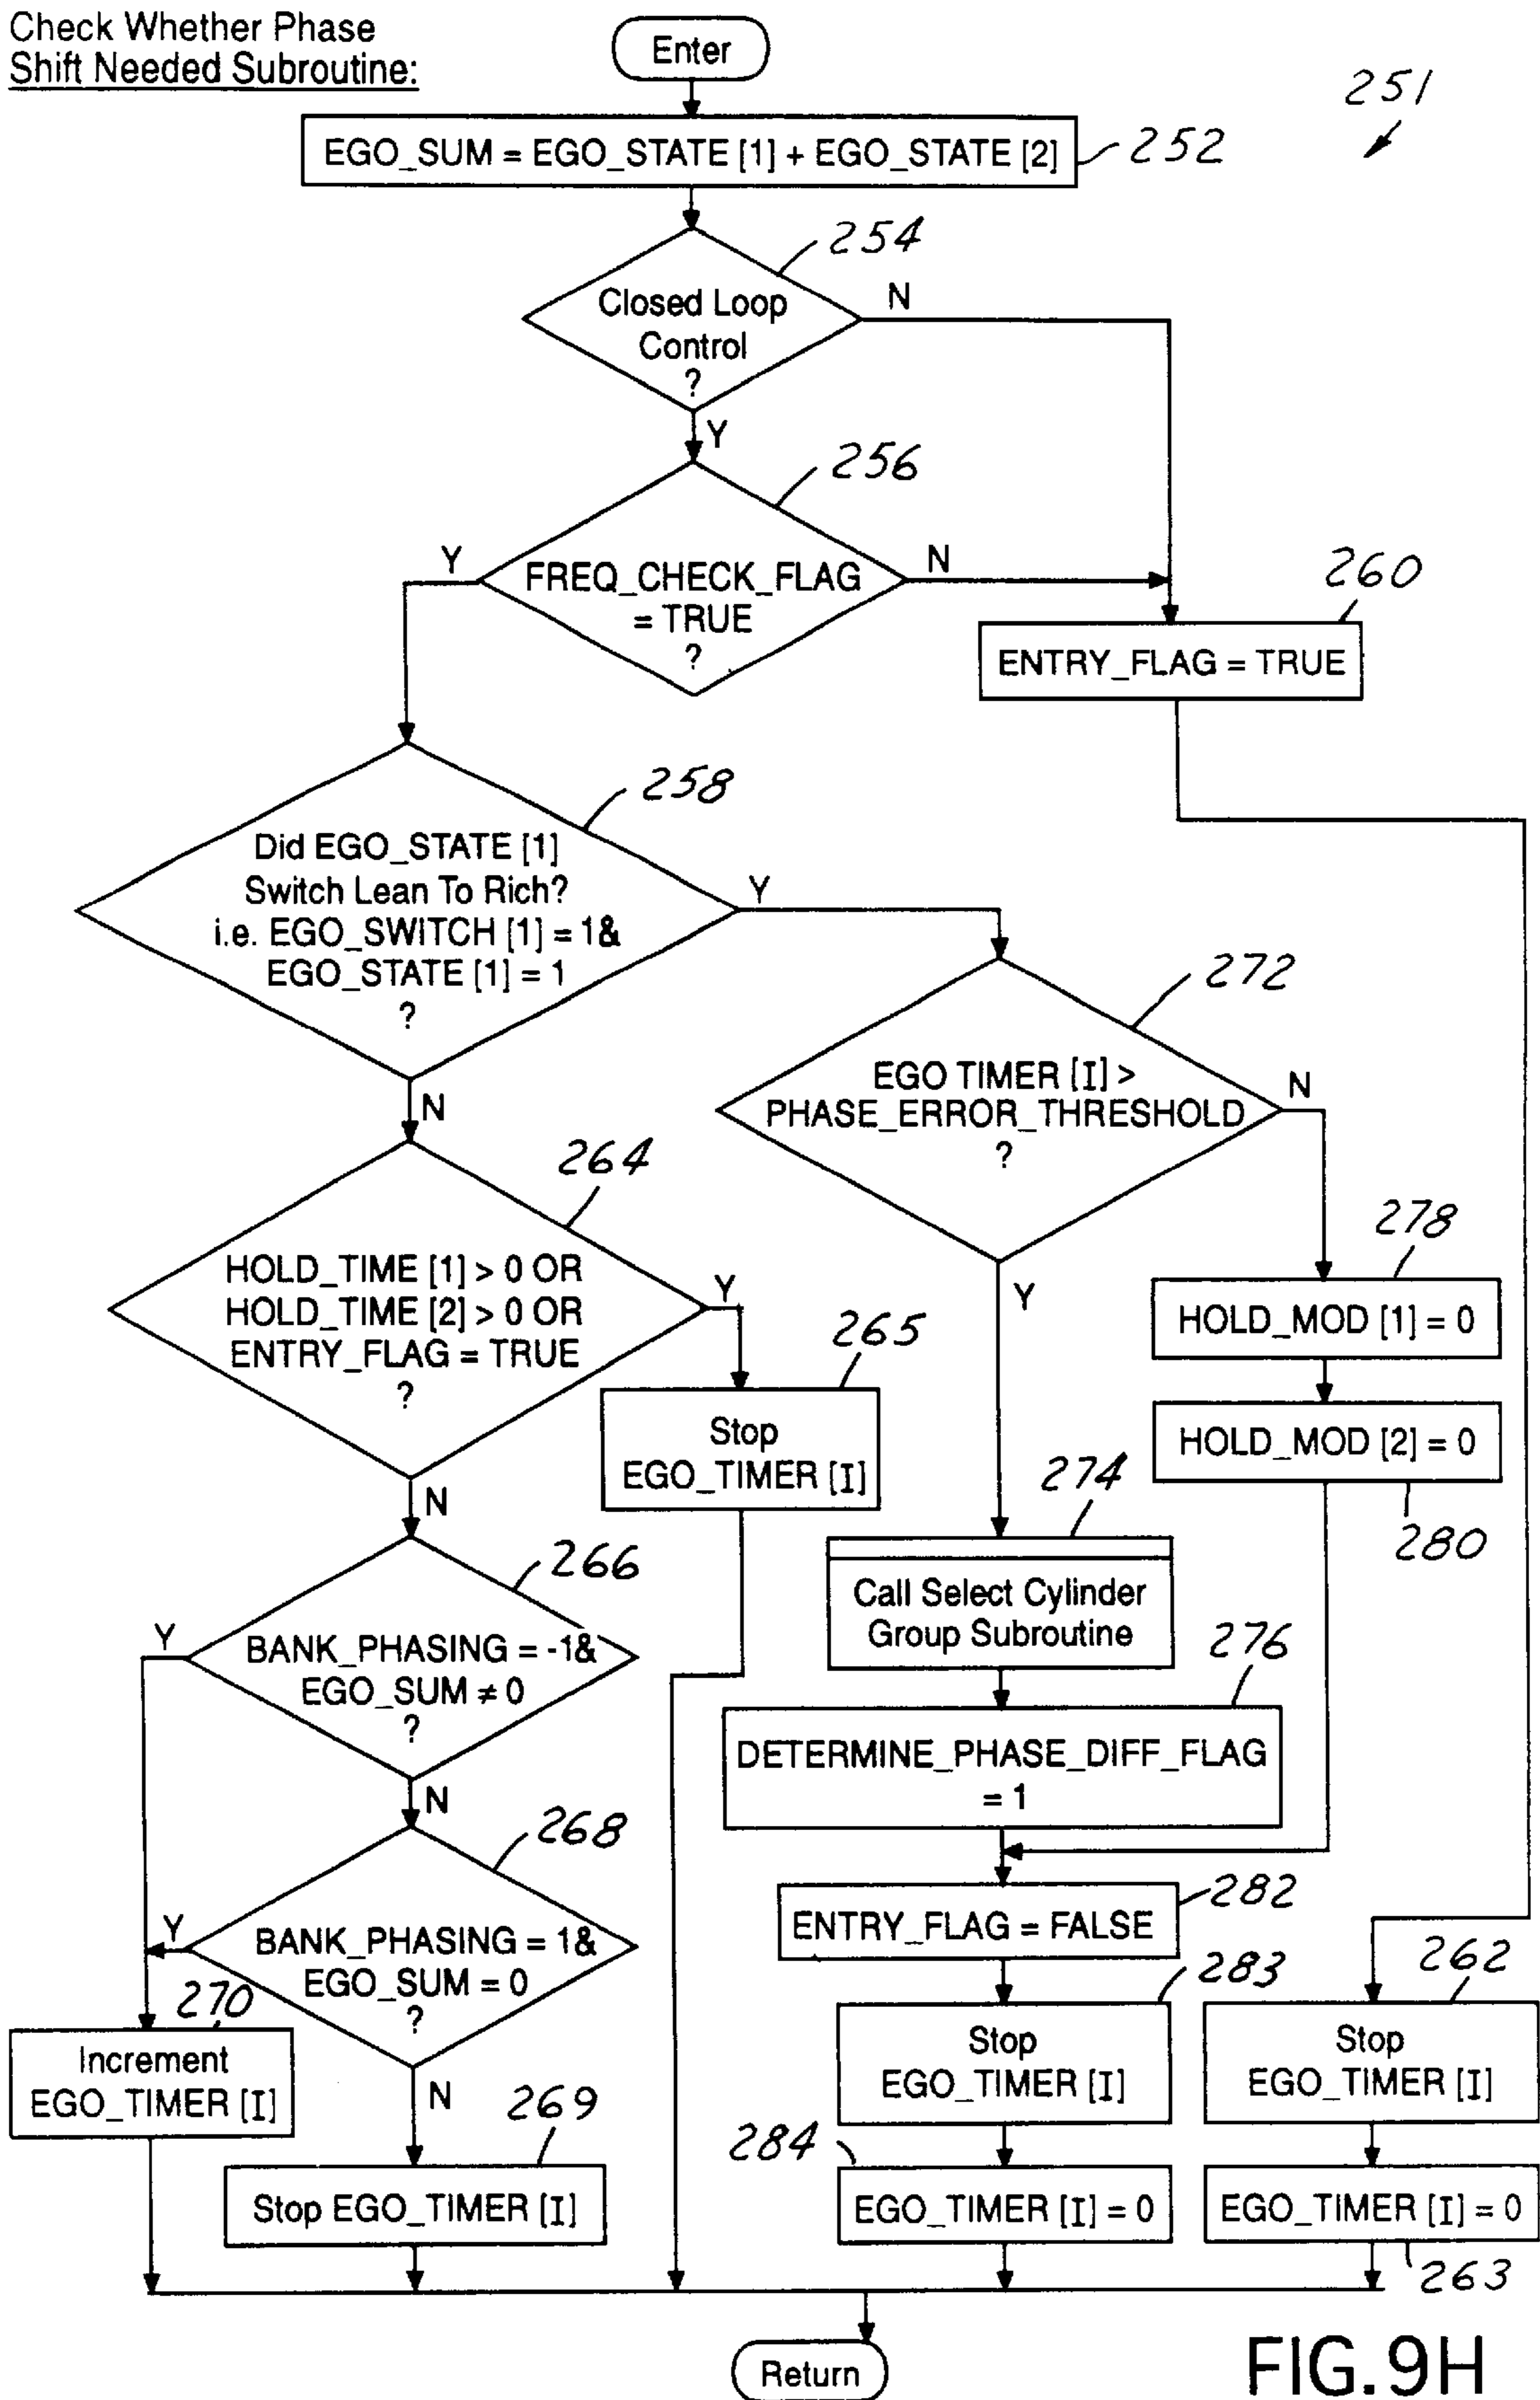 Check Whether Phase
Shift Needed Subroutine:
Enter
251
EGO_SUM = EGO_STATE [1] + EGO_STATE [2]
252
254
Closed Loop
Control
?
N
Y
256
FREQ_CHECK_FLAG
= TRUE
?
Y
N
260
ENTRY_FLAG = TRUE
258
Did EGO_STATE [1]
Switch Lean To Rich?
i.e. EGO_SWITCH [1] = 1&
EGO_STATE [1] = 1
?
Y
N
272
EGO TIMER [I] >
PHASE_ERROR_THRESHOLD
?
N
Y
264
HOLD_TIME [1] > 0 OR
HOLD_TIME [2] > 0 OR
ENTRY_FLAG = TRUE
?
Y
N
265
Stop
EGO_TIMER [I]
278
HOLD_MOD [1] = 0
HOLD_MOD [2] = 0
280
274
Call Select Cylinder
Group Subroutine
266
BANK_PHASING = -1&
EGO_SUM ≠ 0
?
Y
N
276
DETERMINE_PHASE_DIFF_FLAG
= 1
268
BANK_PHASING = 1&
EGO_SUM = 0
?
Y
N
282
ENTRY_FLAG = FALSE
270
Increment
EGO_TIMER [I]
283
Stop
EGO_TIMER [I]
262
Stop
EGO_TIMER [I]
269
Stop EGO_TIMER [I]
284
EGO_TIMER [I] = 0
EGO_TIMER [I] = 0
263
Return
FIG. 9H